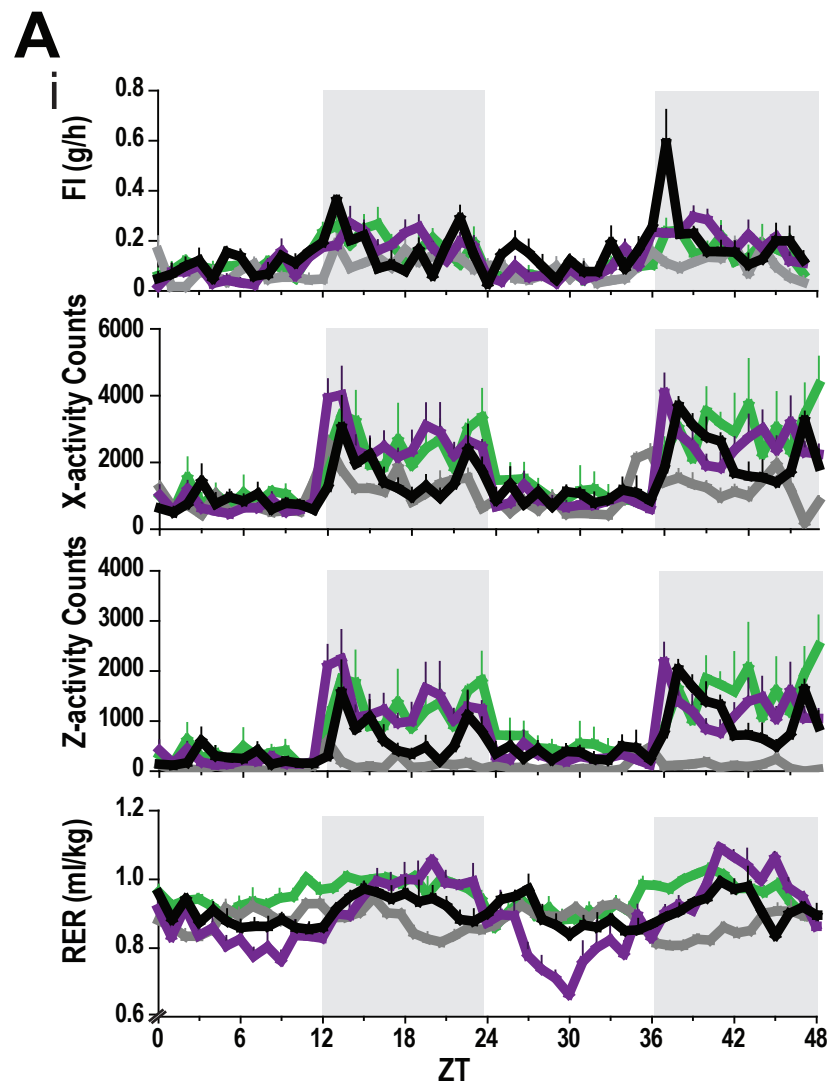 A
i
FI (g/h)
0.8
0.6
0.4
0.2
0
X-activity Counts
6000
4000
2000
0
Z-activity Counts
4000
3000
2000
1000
0
RER (ml/kg)
1.2
1.0
0.8
0.6
0 6 12 18 24 30 36 42 48
ZT